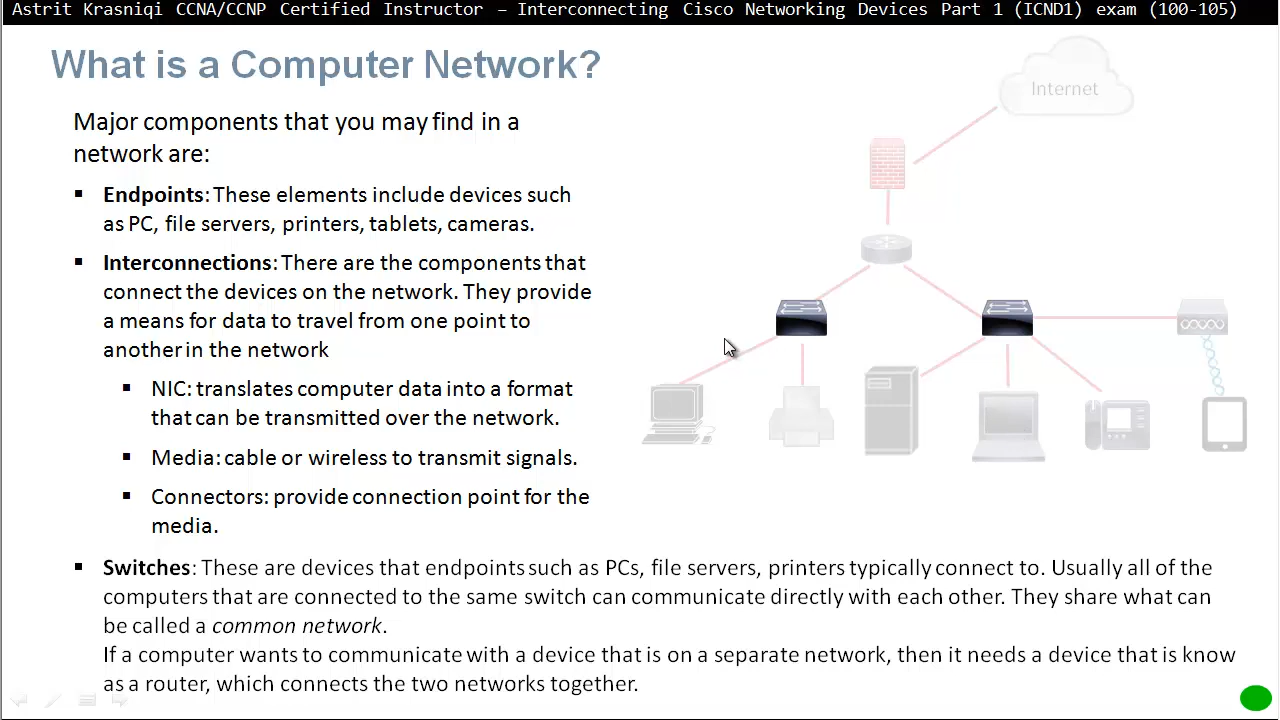 Astrit Krasniqi CCNA/CCNP Certified Instructor – Interconnecting Cisco Networking Devices Part 1 (ICND1) exam (100-105)
What is a Computer Network?
Internet
Major components that you may find in a
network are:
▪ Endpoints: These elements include devices such
as PC, file servers, printers, tablets, cameras.
▪ Interconnections: There are the components that
connect the devices on the network. They provide
a means for data to travel from one point to
another in the network
▪ NIC: translates computer data into a format
that can be transmitted over the network.
▪ Media: cable or wireless to transmit signals.
▪ Connectors: provide connection point for the
media.
▪ Switches: These are devices that endpoints such as PCs, file servers, printers typically connect to. Usually all of the
computers that are connected to the same switch can communicate directly with each other. They share what can
be called a common network.
If a computer wants to communicate with a device that is on a separate network, then it needs a device that is know
as a router, which connects the two networks together.